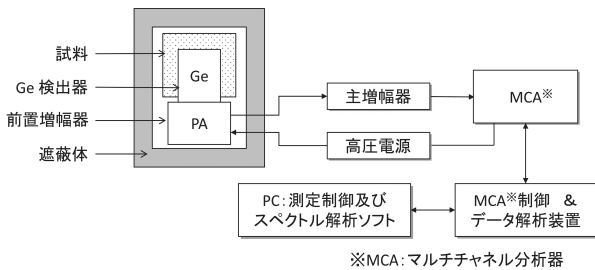 試料
Ge 検出器
前置増幅器
遮蔽体
Ge
PA
主増幅器
高圧電源
MCA※
PC：測定制御及び
スペクトル解析ソフト
MCA※制御　&
データ解析装置
※MCA：マルチチャネル分析器